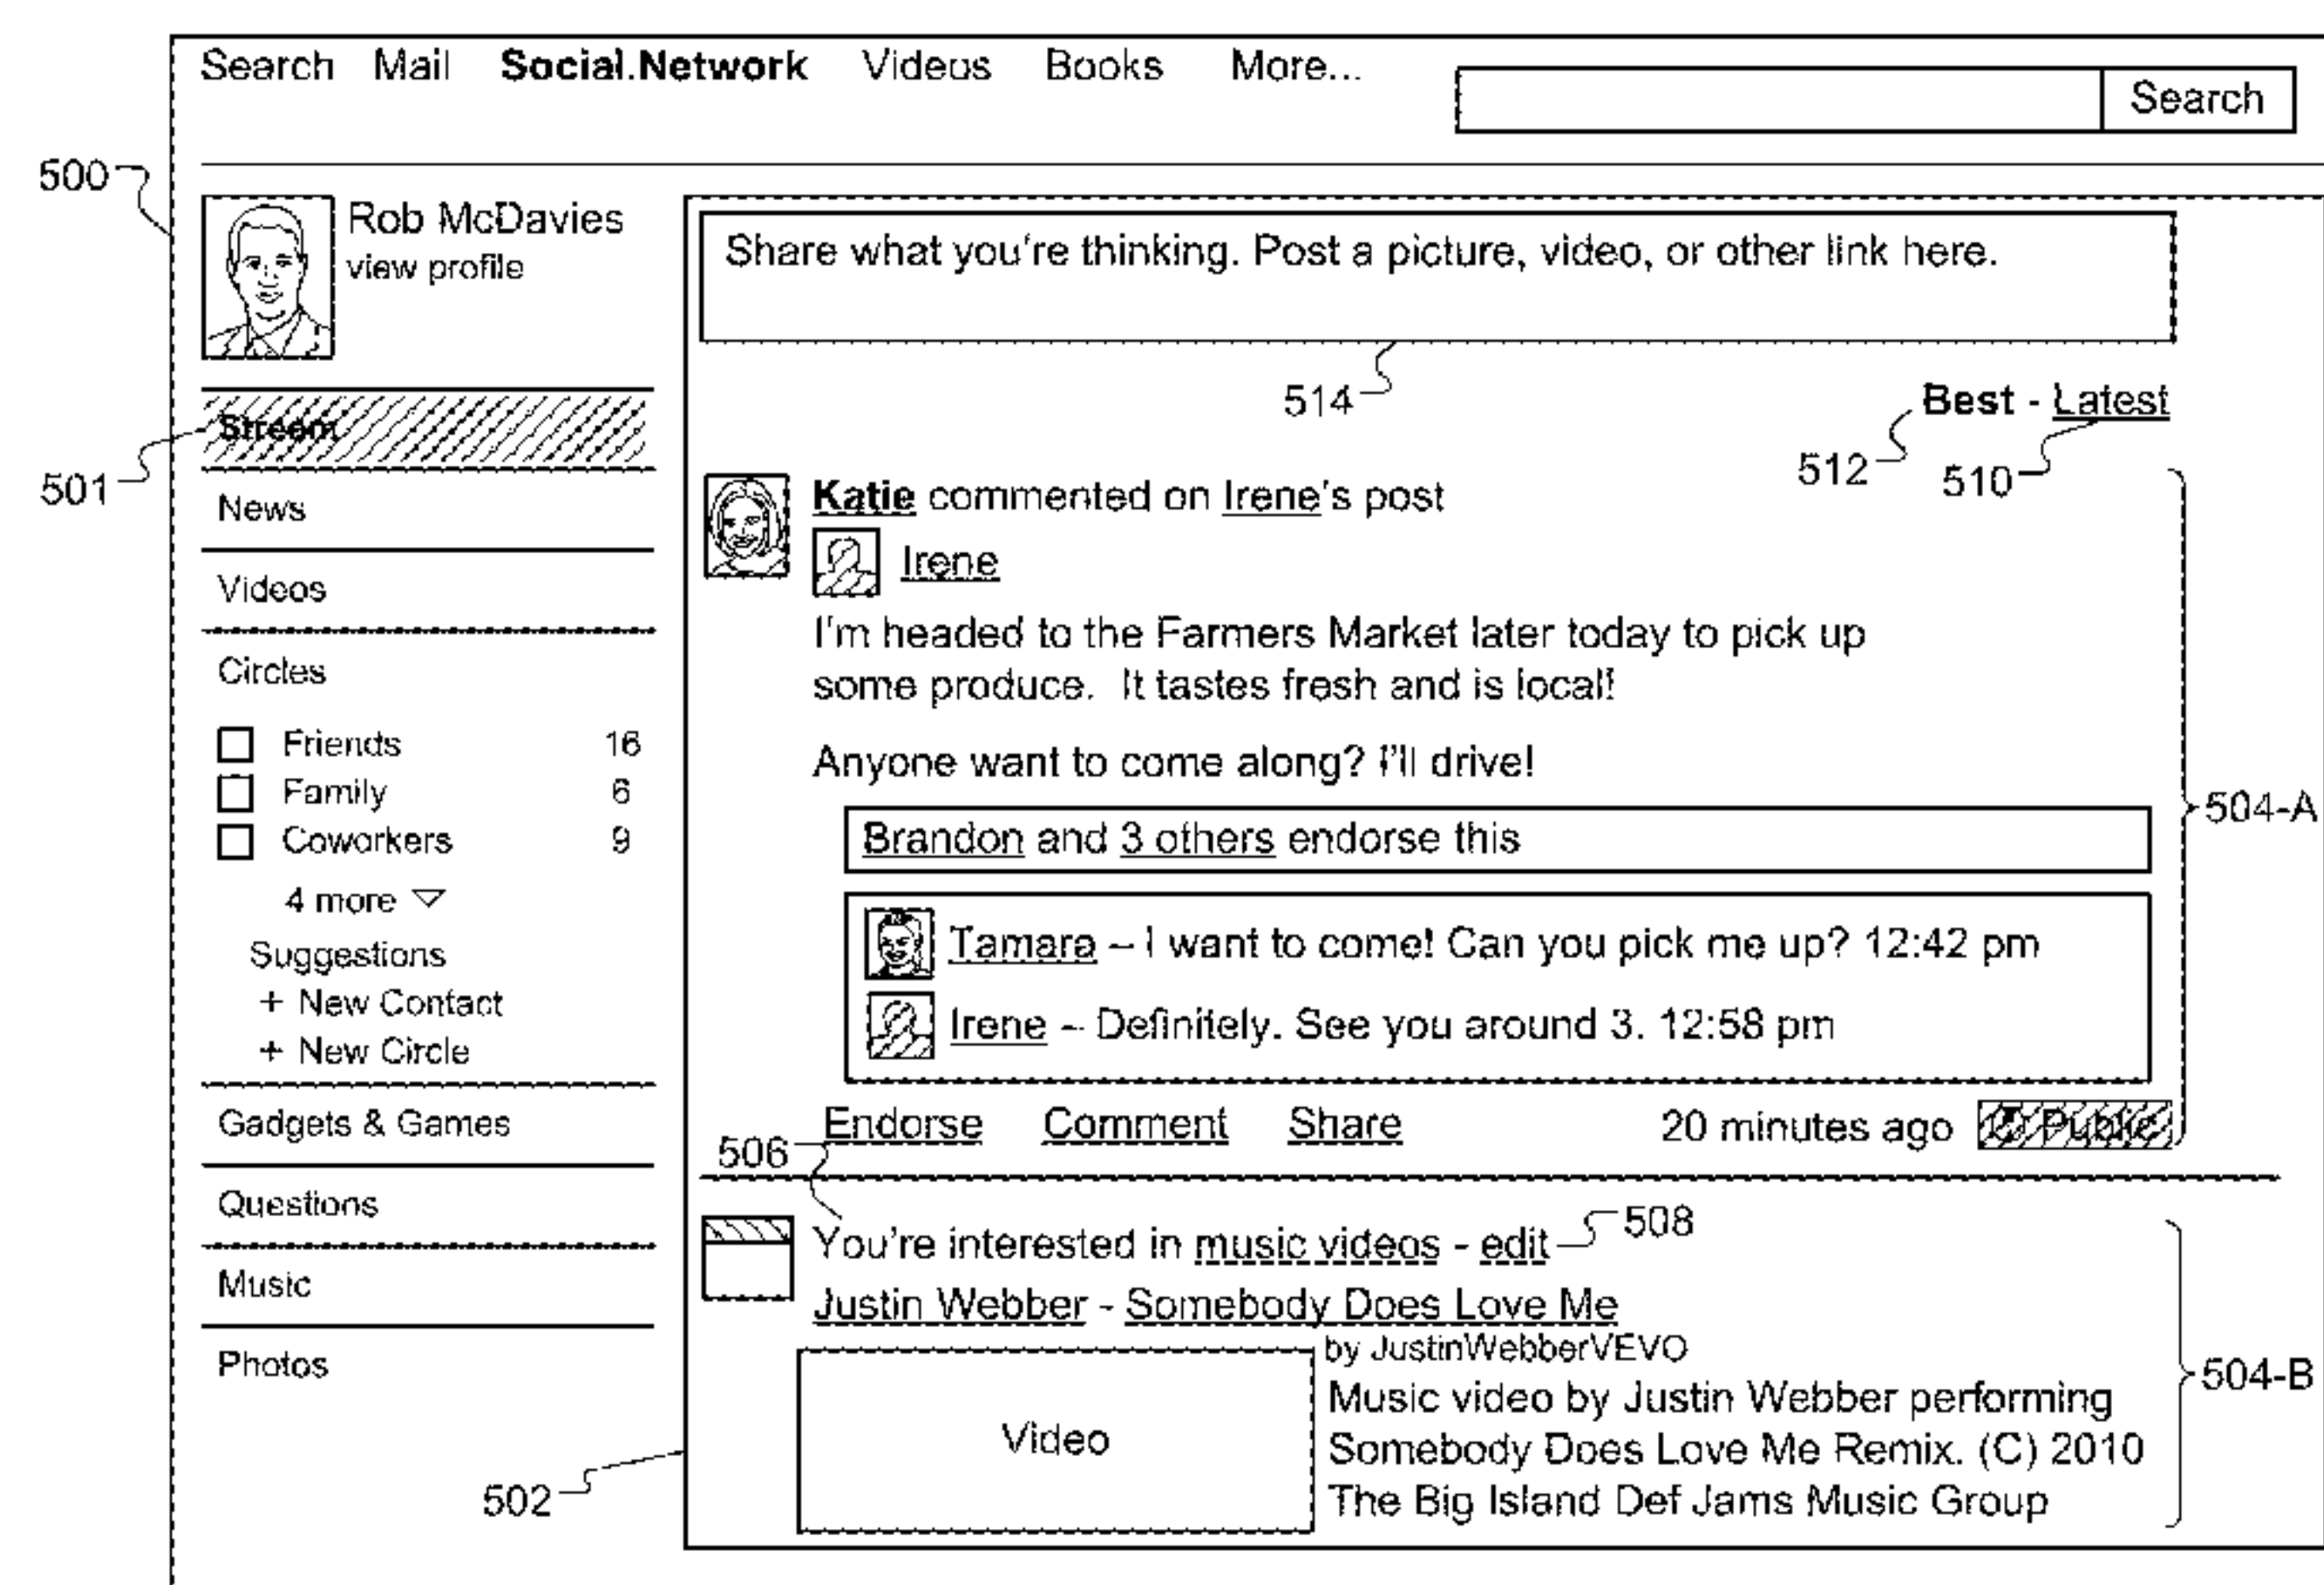 Search Mail Social.Network Videos Books More...
Search
500
Rob McDavies
view profile
Share what you're thinking. Post a picture, video, or other link here.
514
Best - Latest
512
510
Stream
501
News
Videos
Circles
Friends 16
Family 6
Coworkers 9
4 more
Suggestions
+ New Contact
+ New Circle
Gadgets & Games
Questions
Music
Photos
Katie commented on Irene's post
Irene
I'm headed to the Farmers Market later today to pick up
some produce. It tastes fresh and is local!
Anyone want to come along? I'll drive!
504-A
Brandon and 3 others endorse this
Tamara – I want to come! Can you pick me up? 12:42 pm
Irene – Definitely. See you around 3. 12:58 pm
Endorse Comment Share 20 minutes ago Public
506
You're interested in music videos - edit
508
Justin Webber - Somebody Does Love Me
by JustinWebberVEVO
Video
Music video by Justin Webber performing
Somebody Does Love Me Remix. (C) 2010
The Big Island Def Jams Music Group
504-B
502